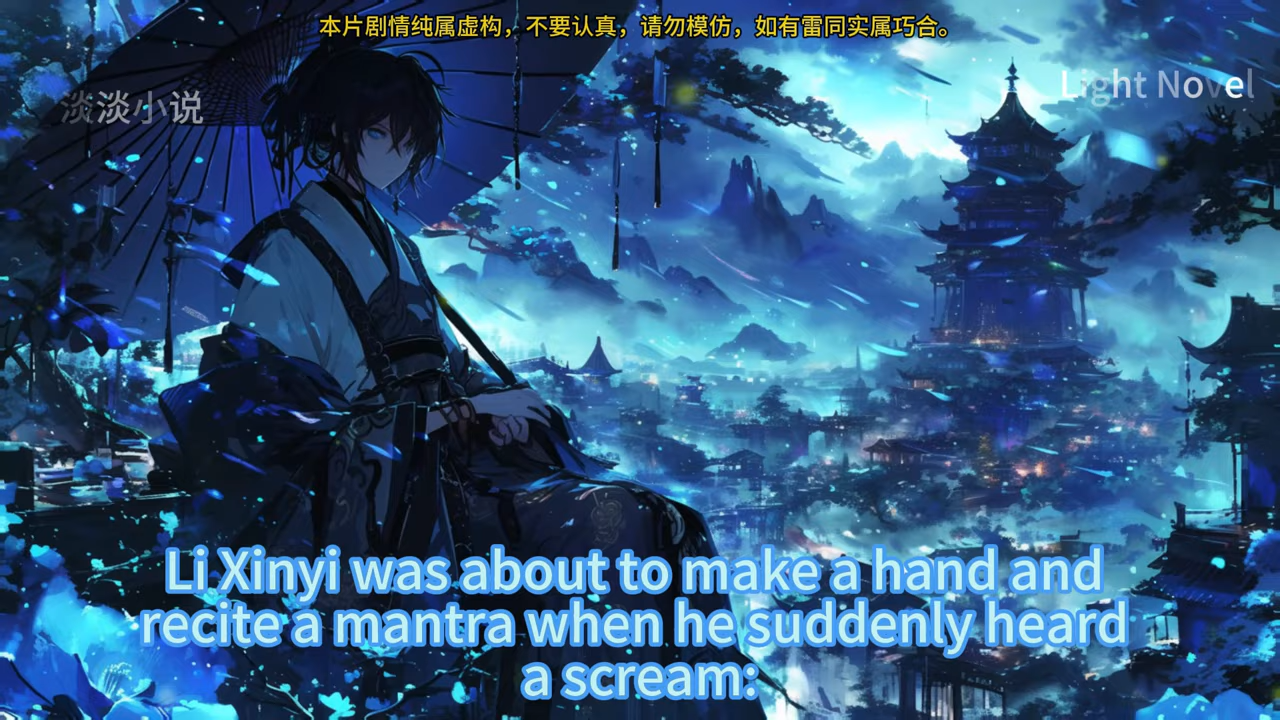 本片剧情纯属虚构，不要认真，请勿模仿，如有雷同实属巧合。
淡淡小说
Light Novel
Li Xinyi was about to make a hand and
recite a mantra when he suddenly heard
a scream: